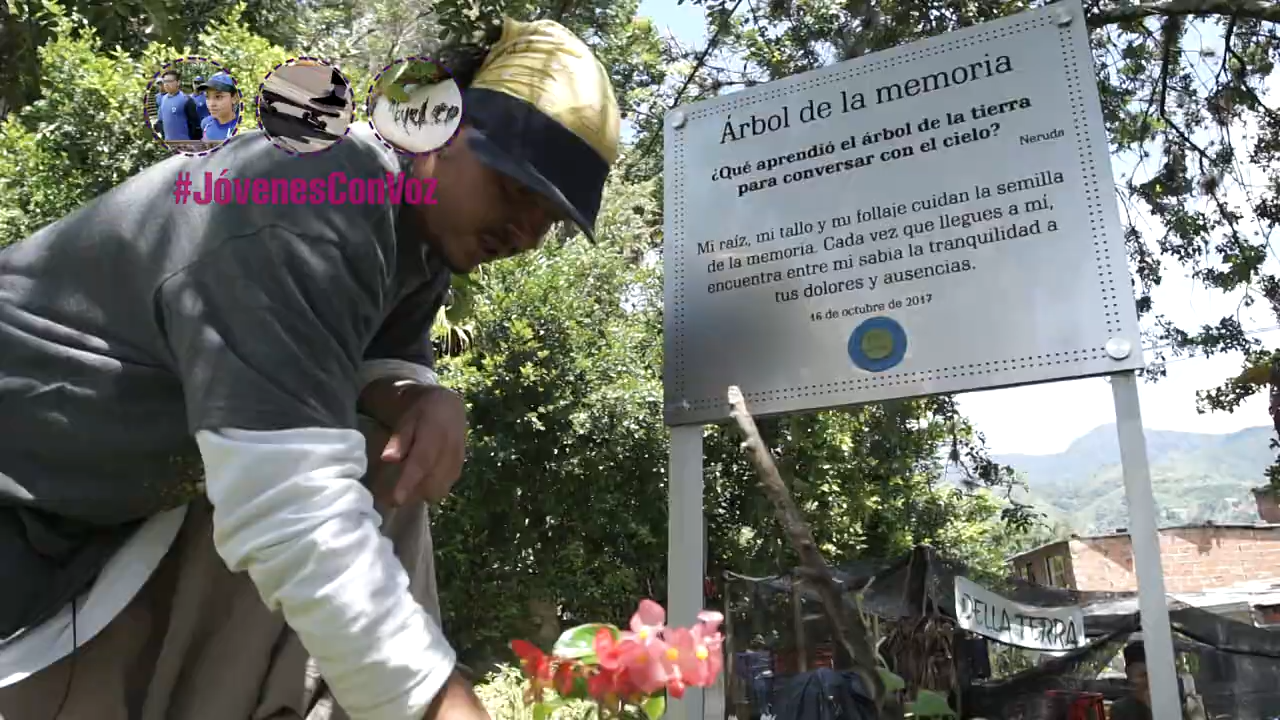 #JóvenesConVoz
Árbol de la memoria
¿Qué aprendió el árbol de la tierra
para conversar con el cielo?
Neruda
Mi raíz, mi tallo y mi follaje cuidan la semilla
de la memoria. Cada vez que llegues a mí,
encuentra entre mi sabia la tranquilidad a
tus dolores y ausencias.
16 de octubre de 2017
DELLA TERRA